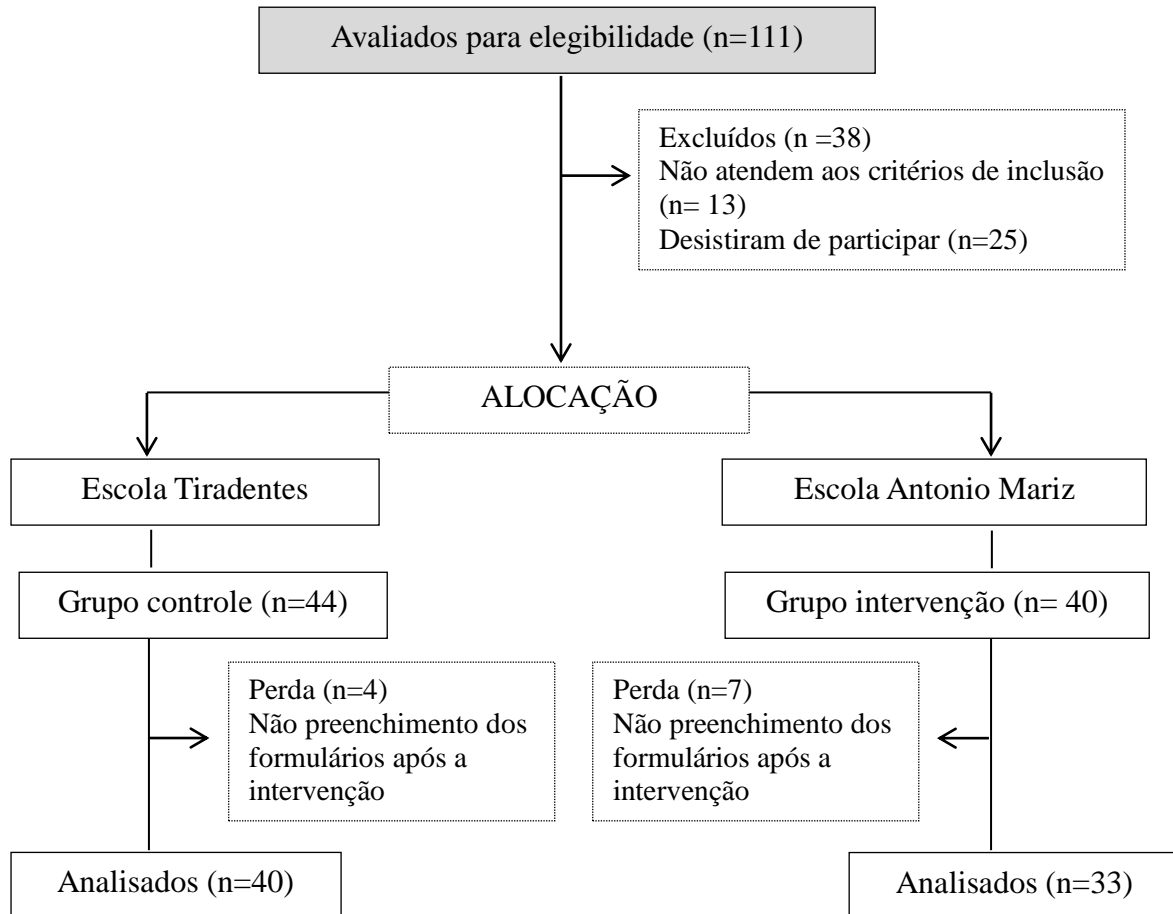 Avaliados para elegibilidade (n=111)
Excluídos (n =38)
Não atendem aos critérios de inclusão
(n= 13)
Desistiram de participar (n=25)
ALOCAÇÃO
Escola Tiradentes
Escola Antonio Mariz
Grupo controle (n=44)
Grupo intervenção (n= 40)
Perda (n=4)
Não preenchimento dos
formulários após a
intervenção
Perda (n=7)
Não preenchimento dos
formulários após a
intervenção
Analisados (n=40)
Analisados (n=33)